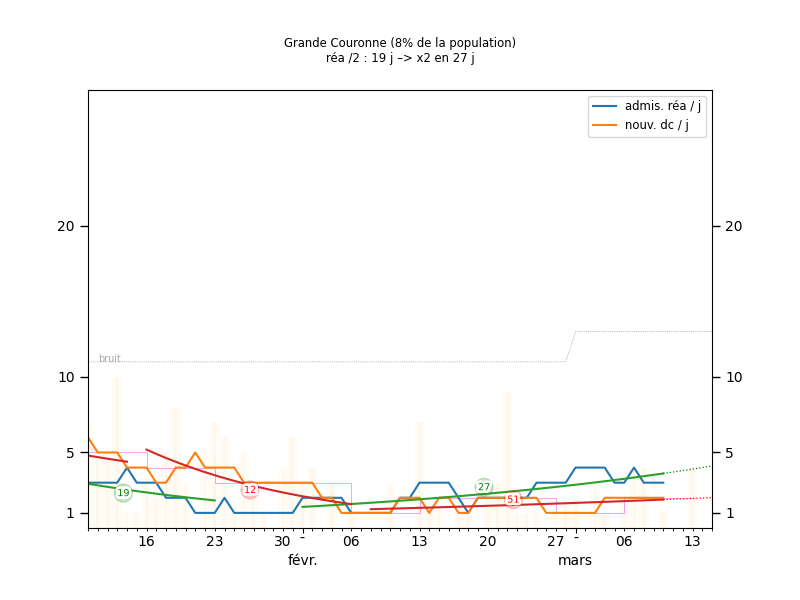 Grande Couronne (8% de la population)
réa /2 : 19 j –> x2 en 27 j
admis. réa / j
nouv. dc / j
20 20
bruit
10 10
5 5
27
12 19 51
1 1
16 23 30 - 06 13 20 27 - 06 13
févr. mars